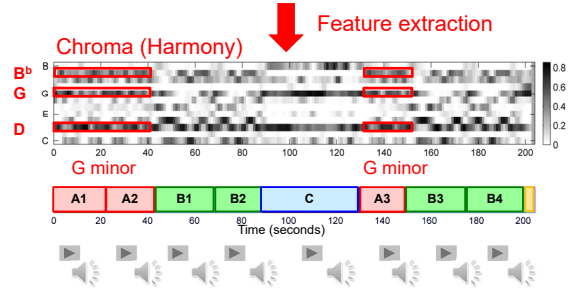 Feature extraction
Chroma (Harmony)
B
B♭
G
G
E
D
C
0.8
0.6
0.4
0.2
0
0 20 40 60 80 100 120 140 160 180 200
G minor G minor
A1 A2 B1 B2 C A3 B3 B4
0 20 40 60 80 100 120 140 160 180 200
Time (seconds)